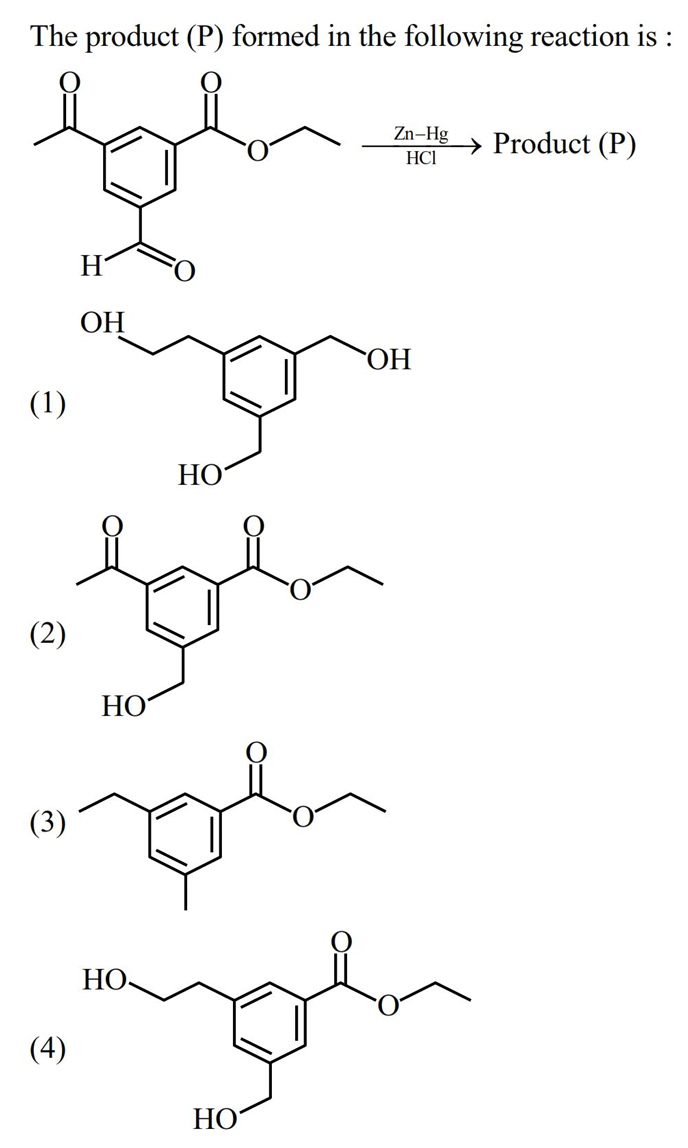 The product (P) formed in the following reaction is :
O O
O
Zn–Hg
HCl
Product (P)
H O
OH
OH
(1)
HO
O O
O
(2)
HO
O
(3)
O
O
HO
O
(4)
HO